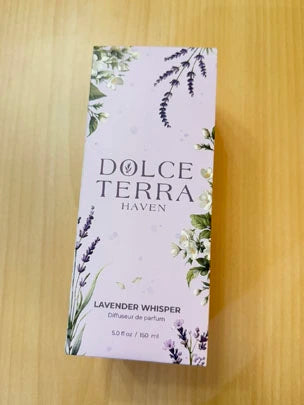 DOLCE
TERRA
HAVEN
LAVENDER WHISPER
Diffuseur de parfum
5.0 fl oz / 150 ml